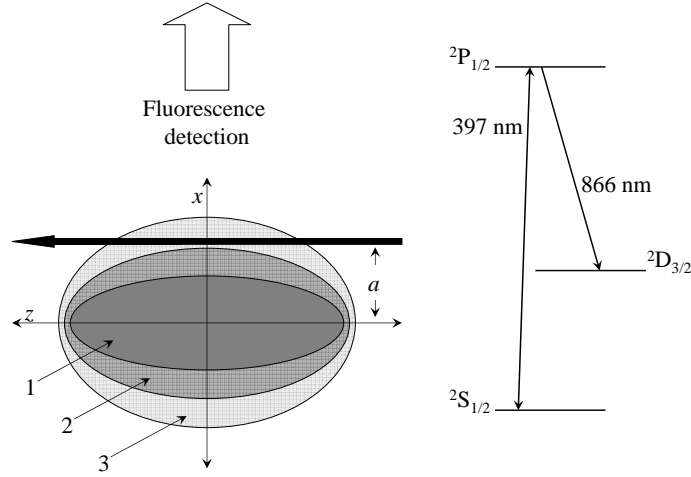 Fluorescence
detection
x
a
z
1
2
3
²P₁/₂
397 nm
866 nm
²D₃/₂
²S₁/₂